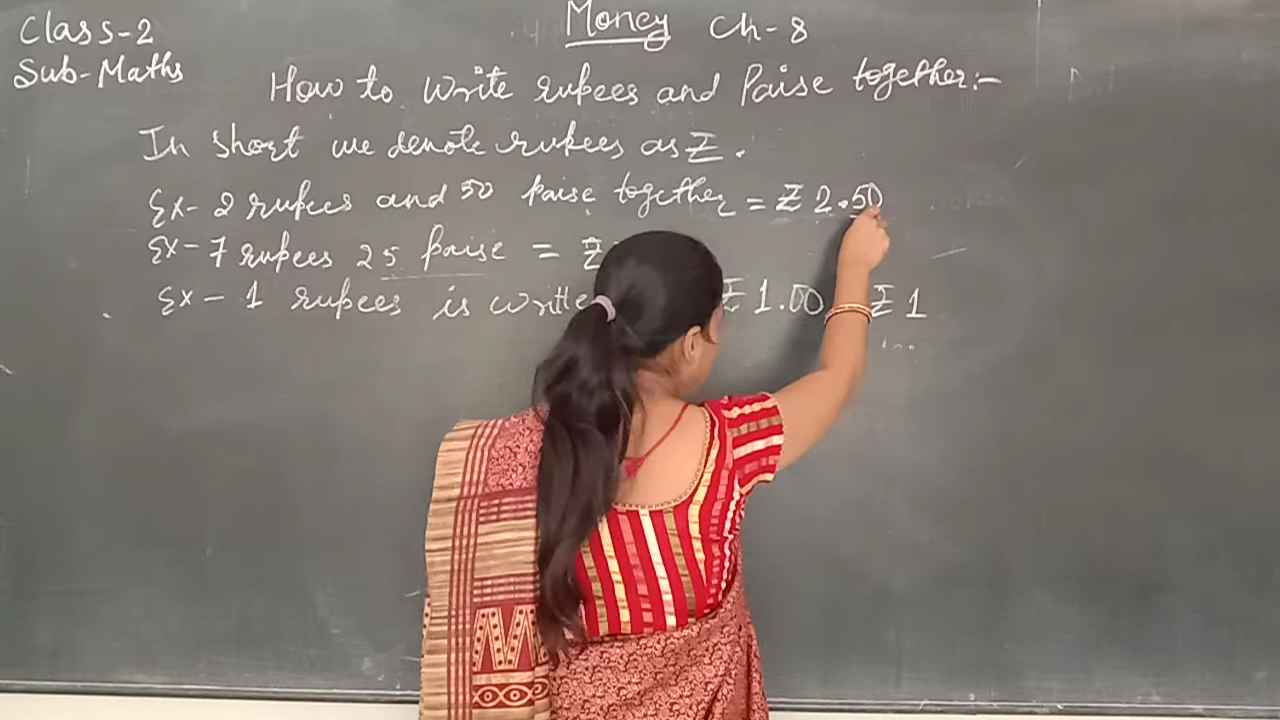 Class-2
Sub-Maths
Money Ch-8
How to write rupees and Paise together:-
In short we denote rupees as ₹.
Ex- 2 rupees and 50 paise together = ₹ 2.50
Ex- 7 rupees 25 paise = ₹
Ex- 1 rupees is writte ₹ 1.00 ₹ 1